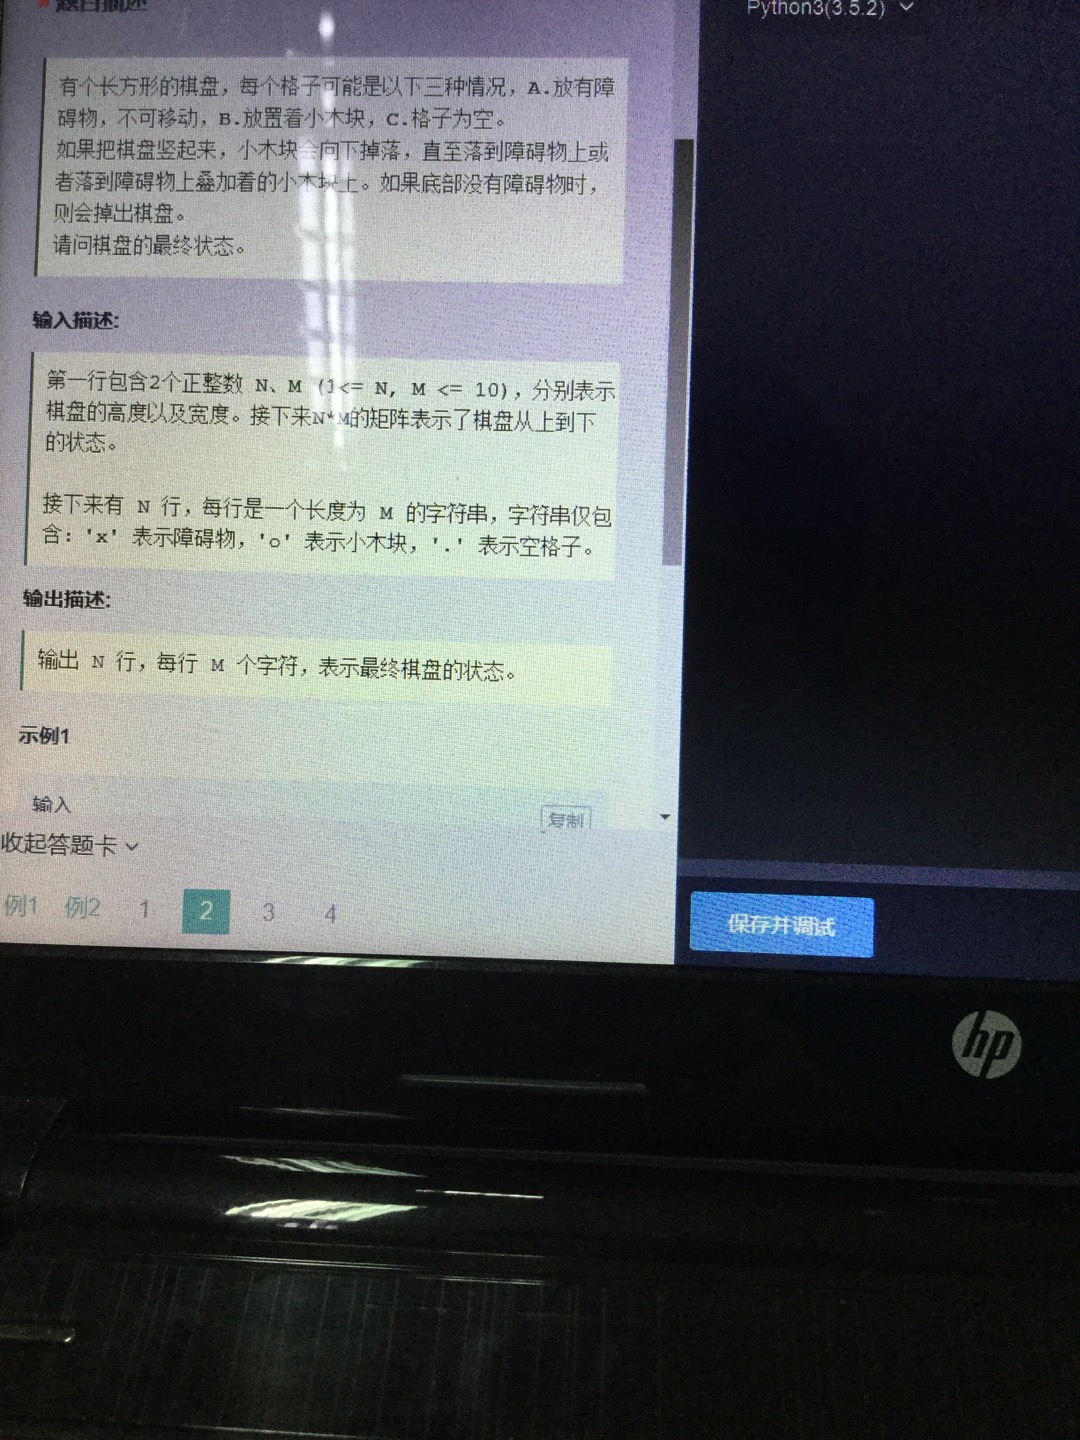 题目描述
Python3(3.5.2)
有个长方形的棋盘，每个格子可能是以下三种情况，A.放有障
碍物，不可移动，B.放置着小木块，C.格子为空。
如果把棋盘竖起来，小木块会向下掉落，直至落到障碍物上或
者落到障碍物上叠加着的小木块上。如果底部没有障碍物时，
则会掉出棋盘。
请问棋盘的最终状态。
输入描述:
第一行包含2个正整数 N、M (1<= N, M <= 10)，分别表示
棋盘的高度以及宽度。接下来N*M的矩阵表示了棋盘从上到下
的状态。
接下来有 N 行，每行是一个长度为 M 的字符串，字符串仅包
含：'x' 表示障碍物，'o' 表示小木块，'.' 表示空格子。
输出描述:
输出 N 行，每行 M 个字符，表示最终棋盘的状态。
示例1
输入
复制
收起答题卡
例1 例2 1 2 3 4
保存并调试
hp